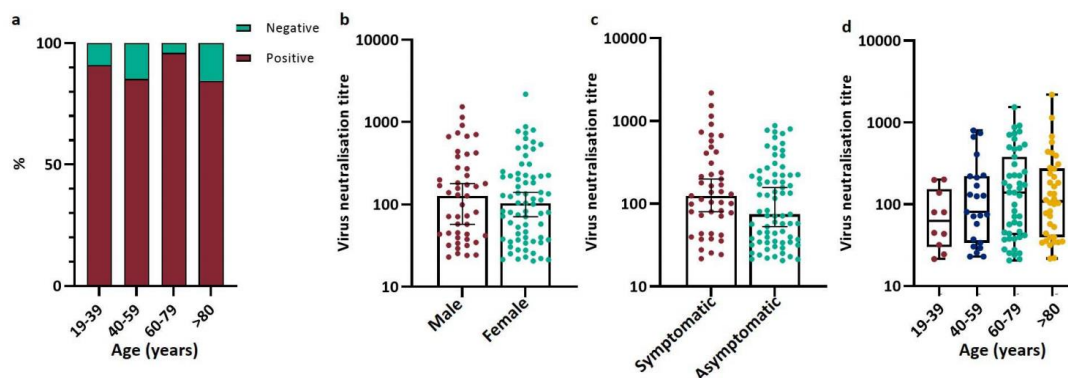 a
Negative
Positive
100
50
0
%
19-39
40-59
60-79
>80
Age (years)
b
Virus neutralisation titre
10000
1000
100
10
Male
Female
c
Virus neutralisation titre
10000
1000
100
10
Symptomatic
Asymptomatic
d
Virus neutralisation titre
10000
1000
100
10
19-39
40-59
60-79
>80
Age (years)